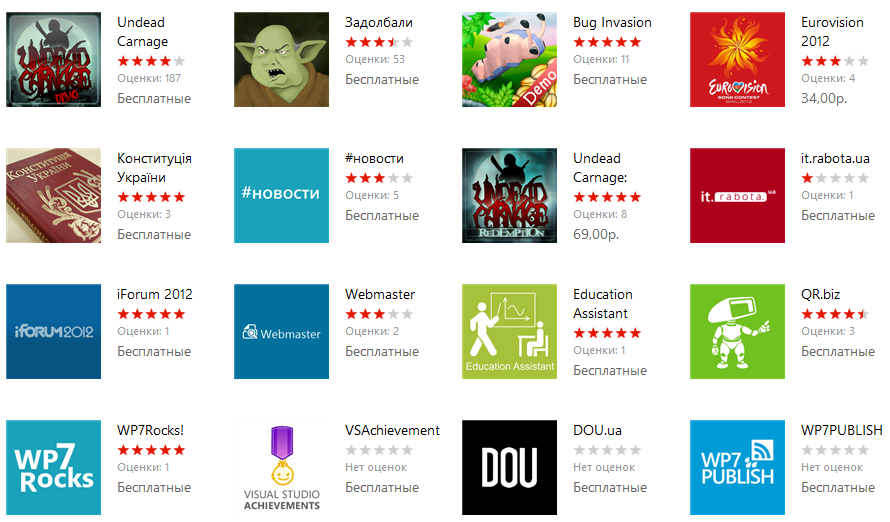 UNDEAD
CARNAGE
DEMO
Undead
Carnage
Оценки: 187
Бесплатные
Задолбали
Оценки: 53
Бесплатные
Demo
Bug Invasion
Оценки: 11
Бесплатные
EUROVISION
SONG CONTEST
BAKU 2012
Eurovision
2012
Оценки: 4
34,00р.
КОНСТИТУЦІЯ
УКРАЇНИ
Конституція
України
Оценки: 3
Бесплатные
#новости
#новости
Оценки: 5
Бесплатные
UNDEAD
CARNAGE
REDEMPTION
Undead
Carnage:
Оценки: 8
69,00р.
it.rabota.ua
it.rabota.ua
Оценки: 1
Бесплатные
iFORUM2012
iForum 2012
Оценки: 1
Бесплатные
Webmaster
Webmaster
Оценки: 2
Бесплатные
Education Assistant
Education
Assistant
Оценки: 1
Бесплатные
QR.biz
Оценки: 3
Бесплатные
WP7
Rocks
WP7Rocks!
Оценки: 1
Бесплатные
VISUAL STUDIO
ACHIEVEMENTS
VSAchievement
Нет оценок
Бесплатные
DOU
DOU.ua
Нет оценок
Бесплатные
WP7
PUBLISH
WP7PUBLISH
Нет оценок
Бесплатные